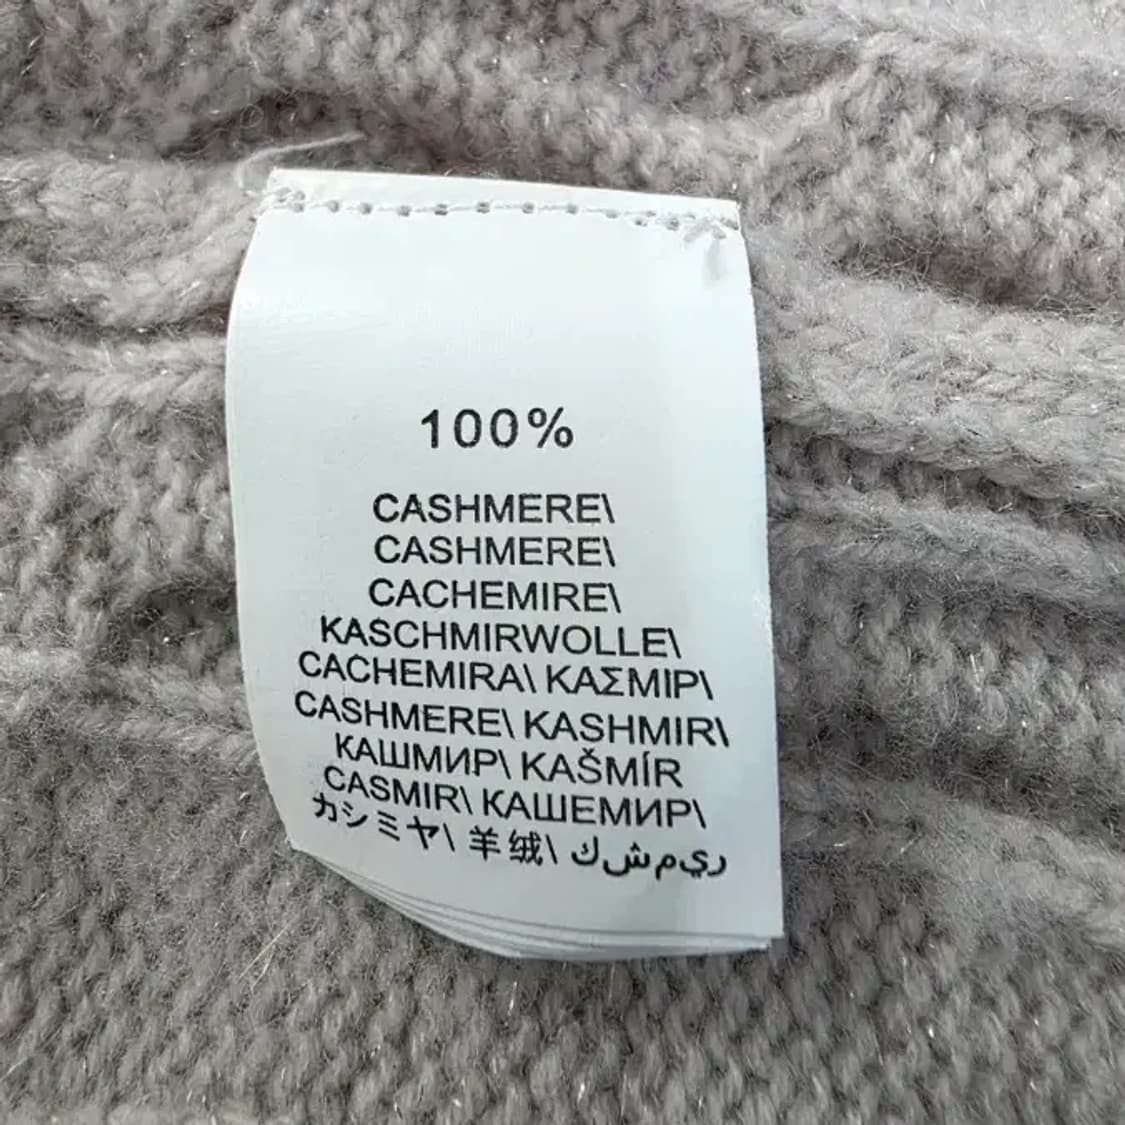 100%
CASHMERE\
CASHMERE\
CACHEMIRE\
KASCHMIRWOLLE\
CACHEMIRA\ ΚΑΣΜΙΡ\
CASHMERE\ KASHMIR\
КАШМИР\ KAŠMÍR
CASMIR\ КАШЕМИР\
カシミヤ\ 羊绒\ ك ش م ي ر